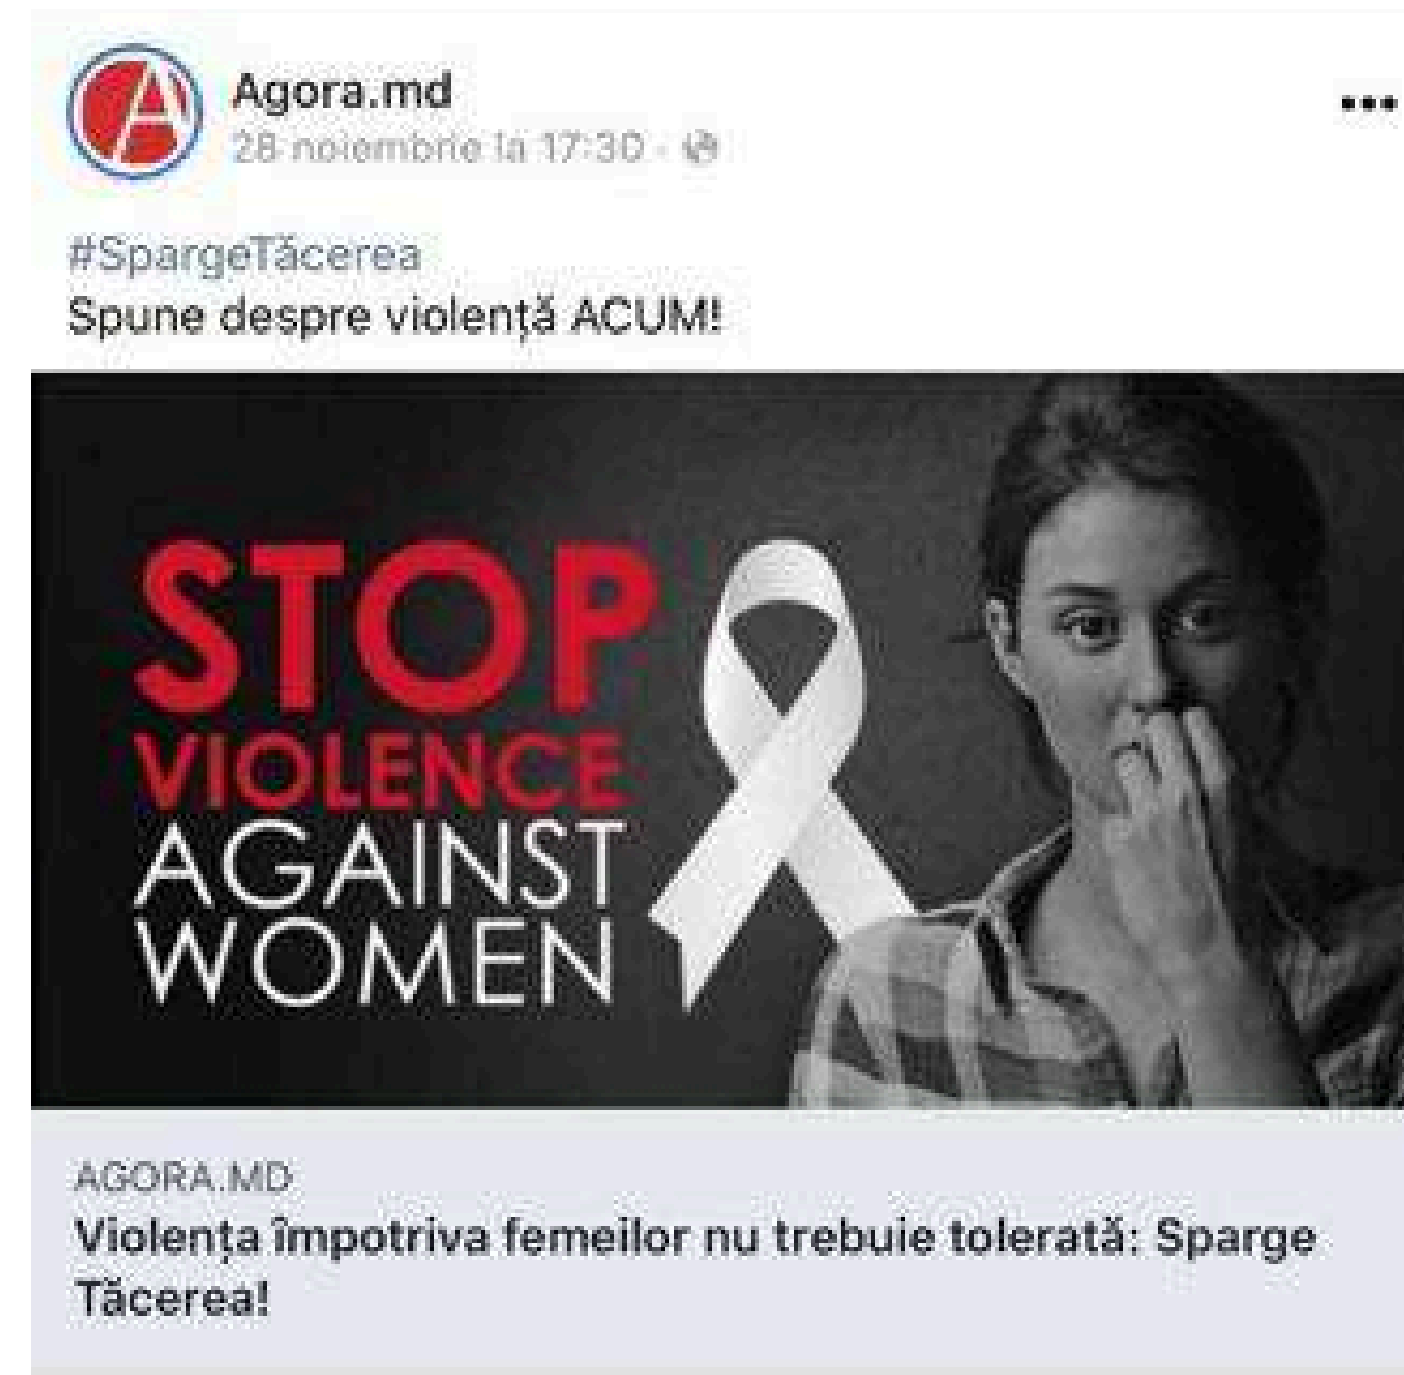 Agora.md
28 noiembrie la 17:30
#SpargeTăcerea
Spune despre violență ACUM!
STOP
VIOLENCE
AGAINST
WOMEN
AGORA.MD
Violența împotriva femeilor nu trebuie tolerată: Sparge
Tăcerea!